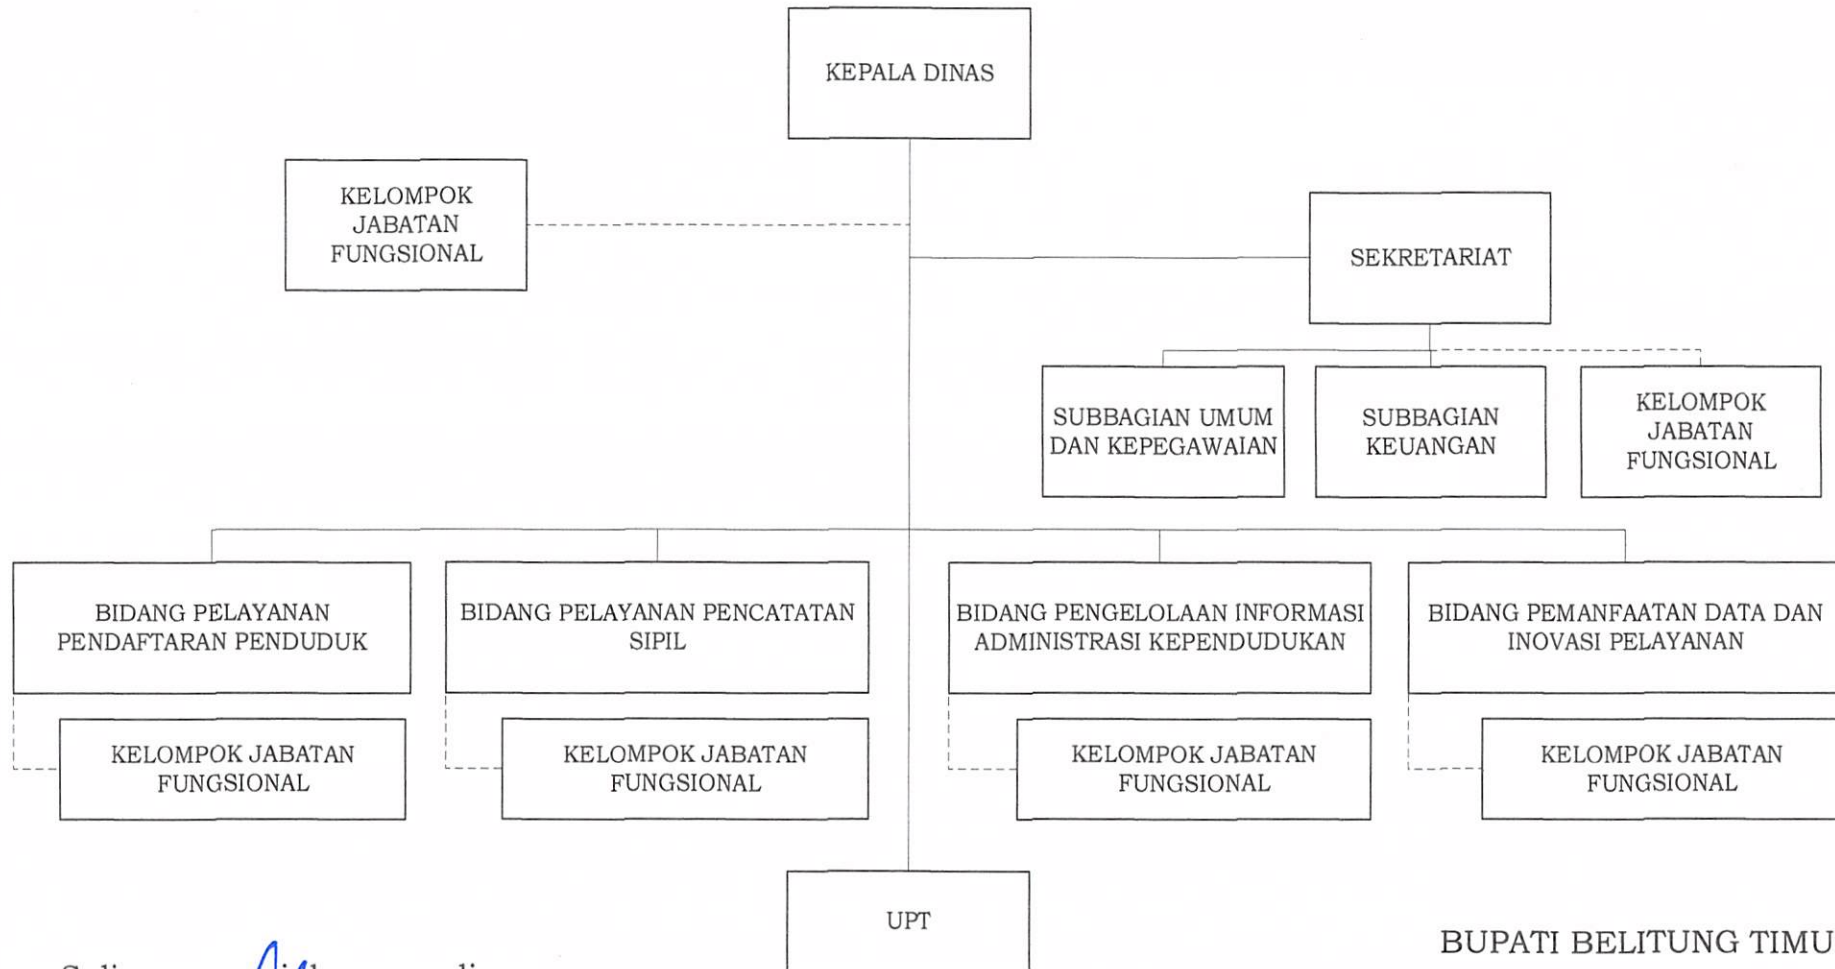 KEPALA DINAS
KELOMPOK
JABATAN
FUNGSIONAL
SEKRETARIAT
SUBBAGIAN UMUM
DAN KEPEGAWAIAN
SUBBAGIAN
KEUANGAN
KELOMPOK
JABATAN
FUNGSIONAL
BIDANG PELAYANAN
PENDAFTARAN PENDUDUK
BIDANG PELAYANAN PENCATATAN
SIPIL
BIDANG PENGELOLAAN INFORMASI
ADMINISTRASI KEPENDUDUKAN
BIDANG PEMANFAATAN DATA DAN
INOVASI PELAYANAN
KELOMPOK JABATAN
FUNGSIONAL
KELOMPOK JABATAN
FUNGSIONAL
KELOMPOK JABATAN
FUNGSIONAL
KELOMPOK JABATAN
FUNGSIONAL
UPT
BUPATI BELITUNG TIMU